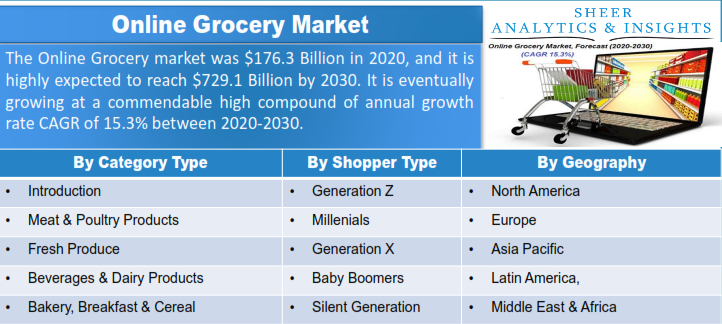 Online Grocery Market
The Online Grocery market was $176.3 Billion in 2020, and it is
highly expected to reach $729.1 Billion by 2030. It is eventually
growing at a commendable high compound of annual growth
rate CAGR of 15.3% between 2020-2030.
SHEER
ANALYTICS & INSIGHTS
Online Grocery Market, Forecast (2020-2030)
(CAGR 15.3%)
By Category Type
• Introduction
• Meat & Poultry Products
• Fresh Produce
• Beverages & Dairy Products
• Bakery, Breakfast & Cereal
By Shopper Type
• Generation Z
• Millenials
• Generation X
• Baby Boomers
• Silent Generation
By Geography
• North America
• Europe
• Asia Pacific
• Latin America,
• Middle East & Africa